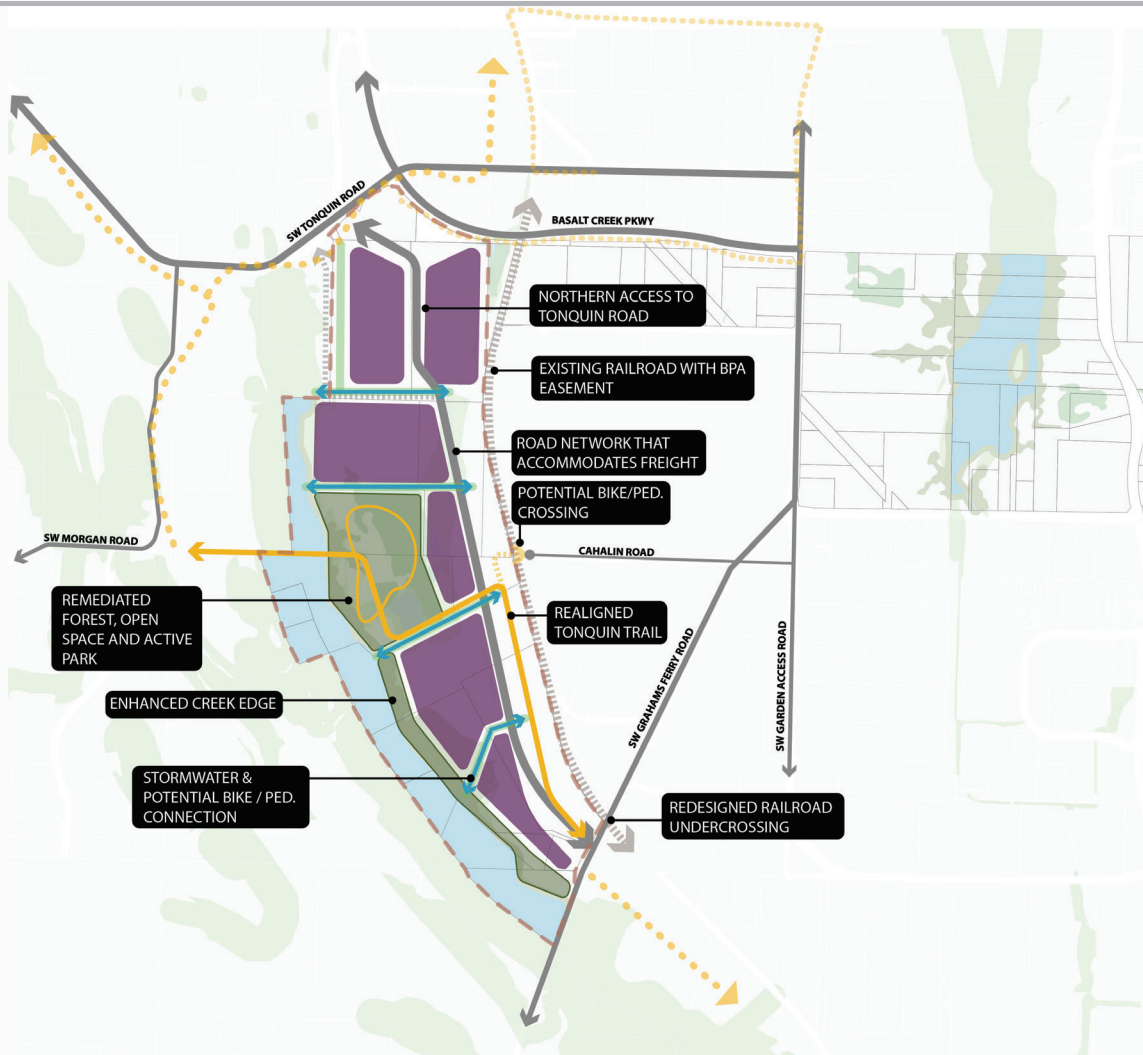 SW TONQUIN ROAD
BASALT CREEK PKWY
NORTHERN ACCESS TO
TONQUIN ROAD
EXISTING RAILROAD WITH BPA
EASEMENT
ROAD NETWORK THAT
ACCOMMODATES FREIGHT
POTENTIAL BIKE/PED.
CROSSING
SW MORGAN ROAD
CAHALIN ROAD
REMEDIATED
FOREST, OPEN
SPACE AND ACTIVE
PARK
REALIGNED
TONQUIN TRAIL
SW GRAHAMS FERRY ROAD
SW GARDEN ACCESS ROAD
ENHANCED CREEK EDGE
STORMWATER &
POTENTIAL BIKE / PED.
CONNECTION
REDESIGNED RAILROAD
UNDERCROSSING